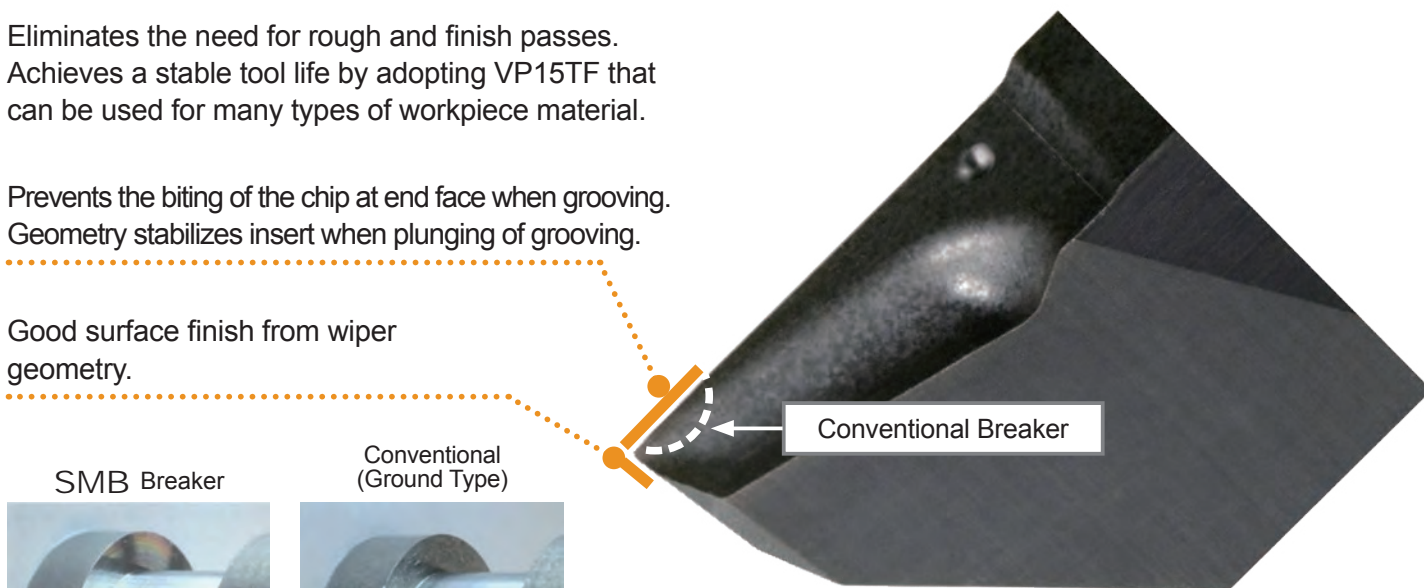 Eliminates the need for rough and finish passes.
Achieves a stable tool life by adopting VP15TF that
can be used for many types of workpiece material.
Prevents the biting of the chip at end face when grooving.
Geometry stabilizes insert when plunging of grooving.
Good surface finish from wiper
geometry.
Conventional Breaker
SMB Breaker
Conventional
(Ground Type)